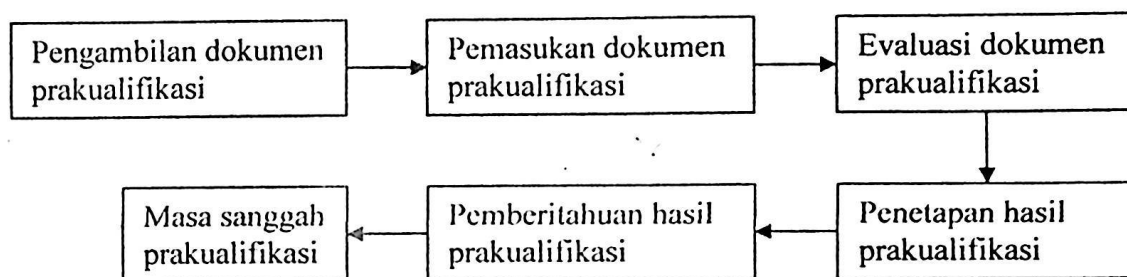 Pengambilan dokumen
prakualifikasi
Pemasukan dokumen
prakualifikasi
Evaluasi dokumen
prakualifikasi
Penetapan hasil
prakualifikasi
Pemberitahuan hasil
prakualifikasi
Masa sanggah
prakualifikasi